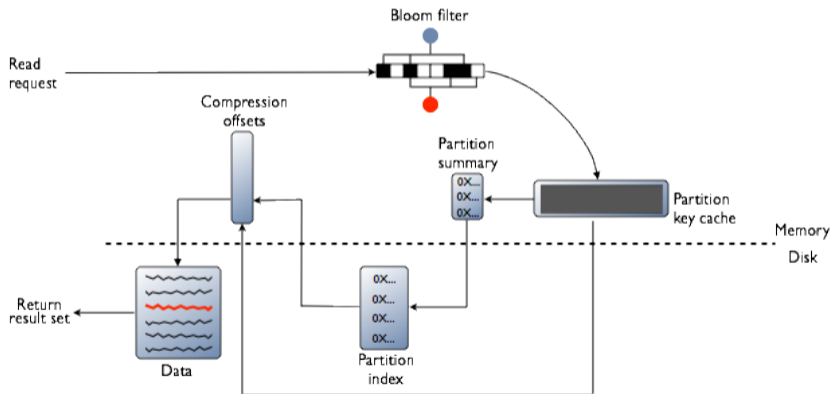 Bloom filter
Read
request
Compression
offsets
Partition
summary
0X...
0X...
0X...
Partition
key cache
Memory
Disk
0X...
0X...
0X...
0X...
Return
result set
Data
Partition
index